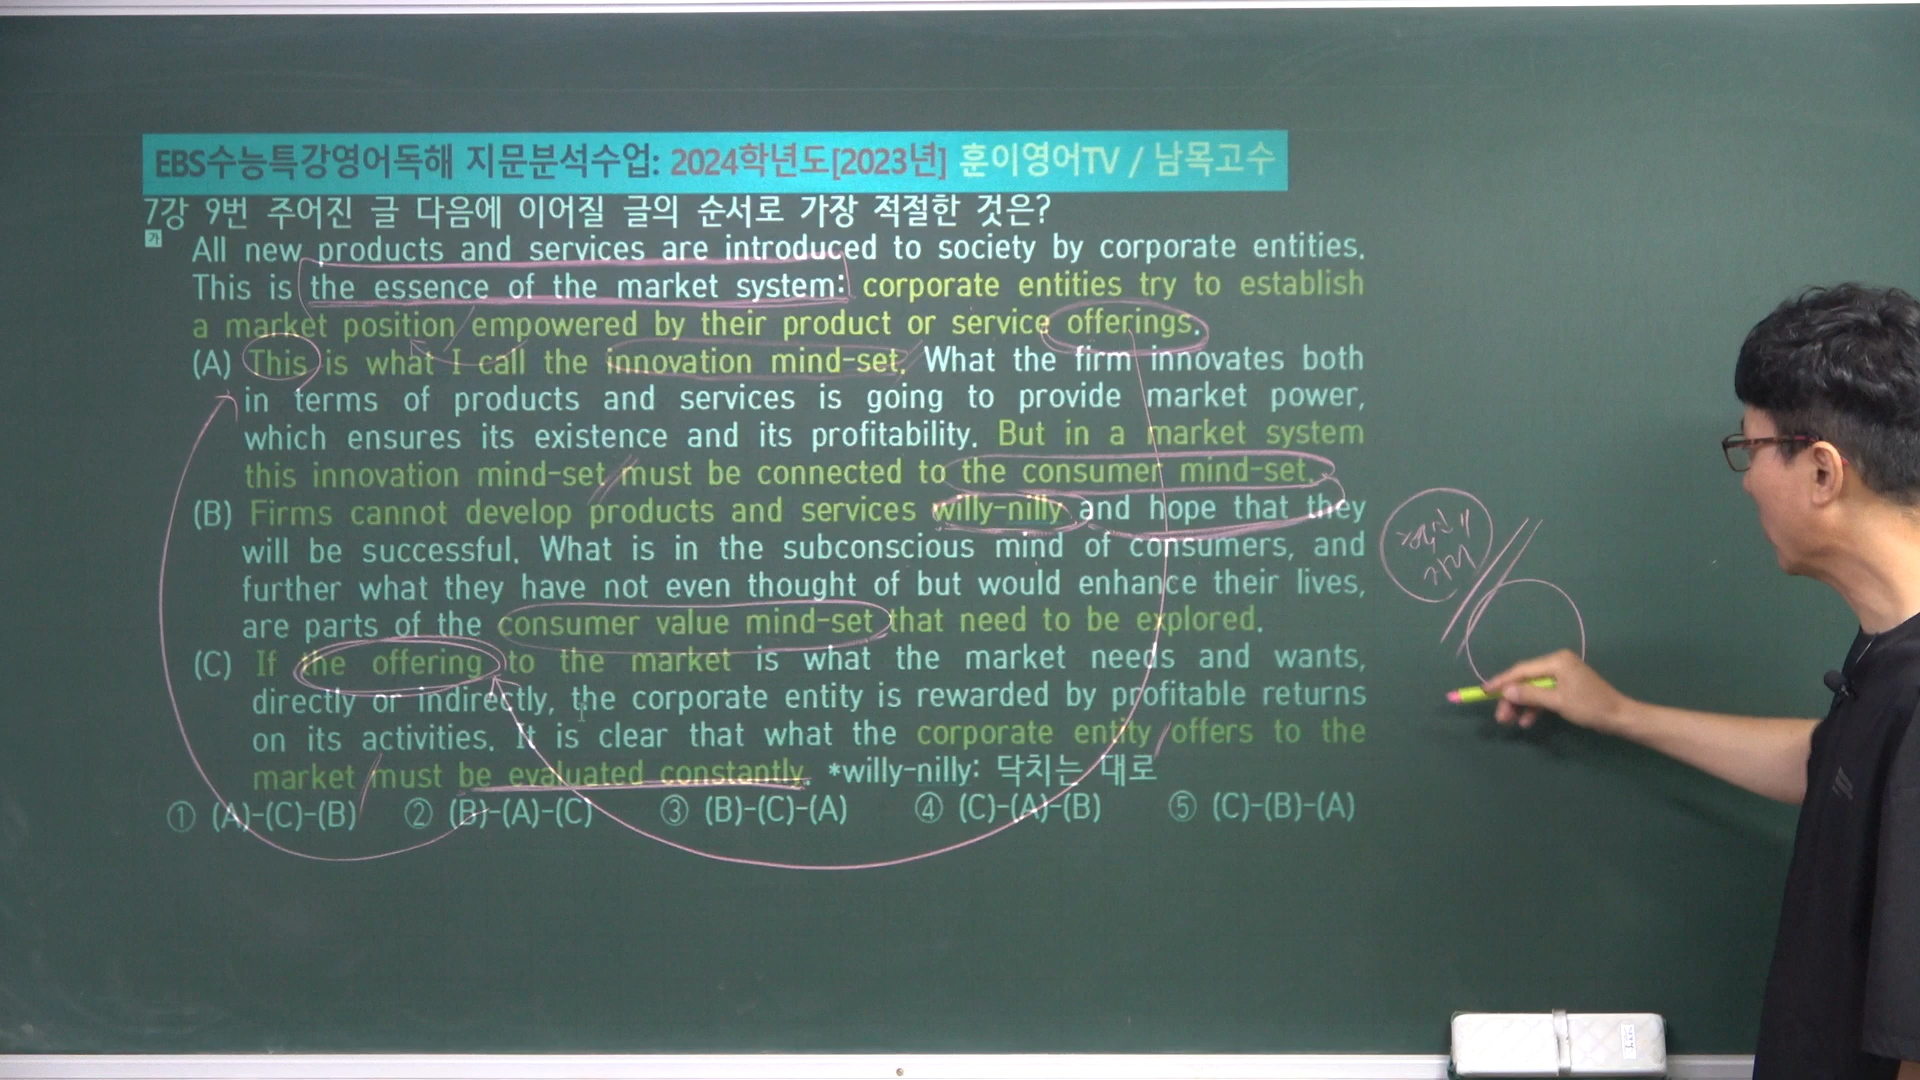 EBS수능특강영어독해 지문분석수업: 2024학년도[2023년] 훈이영어TV / 남목고수
7강 9번 주어진 글 다음에 이어질 글의 순서로 가장 적절한 것은?
가
All new products and services are introduced to society by corporate entities.
This is the essence of the market system: corporate entities try to establish
a market position empowered by their product or service offerings.
(A) This is what I call the innovation mind-set. What the firm innovates both
in terms of products and services is going to provide market power,
which ensures its existence and its profitability. But in a market system
this innovation mind-set must be connected to the consumer mind-set.
(B) Firms cannot develop products and services willy-nilly and hope that they
will be successful. What is in the subconscious mind of consumers, and
further what they have not even thought of but would enhance their lives,
are parts of the consumer value mind-set that need to be explored.
(C) If the offering to the market is what the market needs and wants,
directly or indirectly, the corporate entity is rewarded by profitable returns
on its activities. It is clear that what the corporate entity offers to the
market must be evaluated constantly. *willy-nilly: 닥치는 대로
① (A)-(C)-(B) ② (B)-(A)-(C) ③ (B)-(C)-(A) ④ (C)-(A)-(B) ⑤ (C)-(B)-(A)